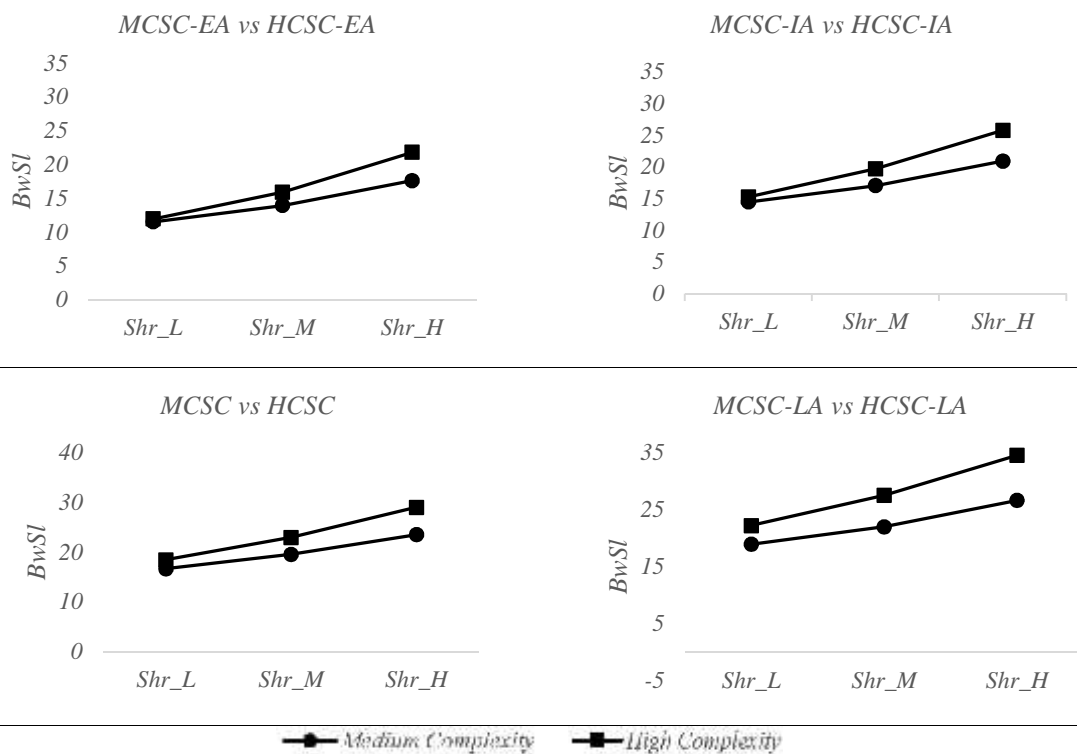 MCSC-EA vs HCSC-EA
35
30
25
20
15
10
5
0
BwSl
Shr_L Shr_M Shr_H
MCSC-IA vs HCSC-IA
35
30
25
20
15
10
5
0
BwSl
Shr_L Shr_M Shr_H
MCSC vs HCSC
40
30
20
10
0
BwSl
Shr_L Shr_M Shr_H
MCSC-LA vs HCSC-LA
35
25
15
5
-5
BwSl
Shr_L Shr_M Shr_H
Medium Complexity High Complexity